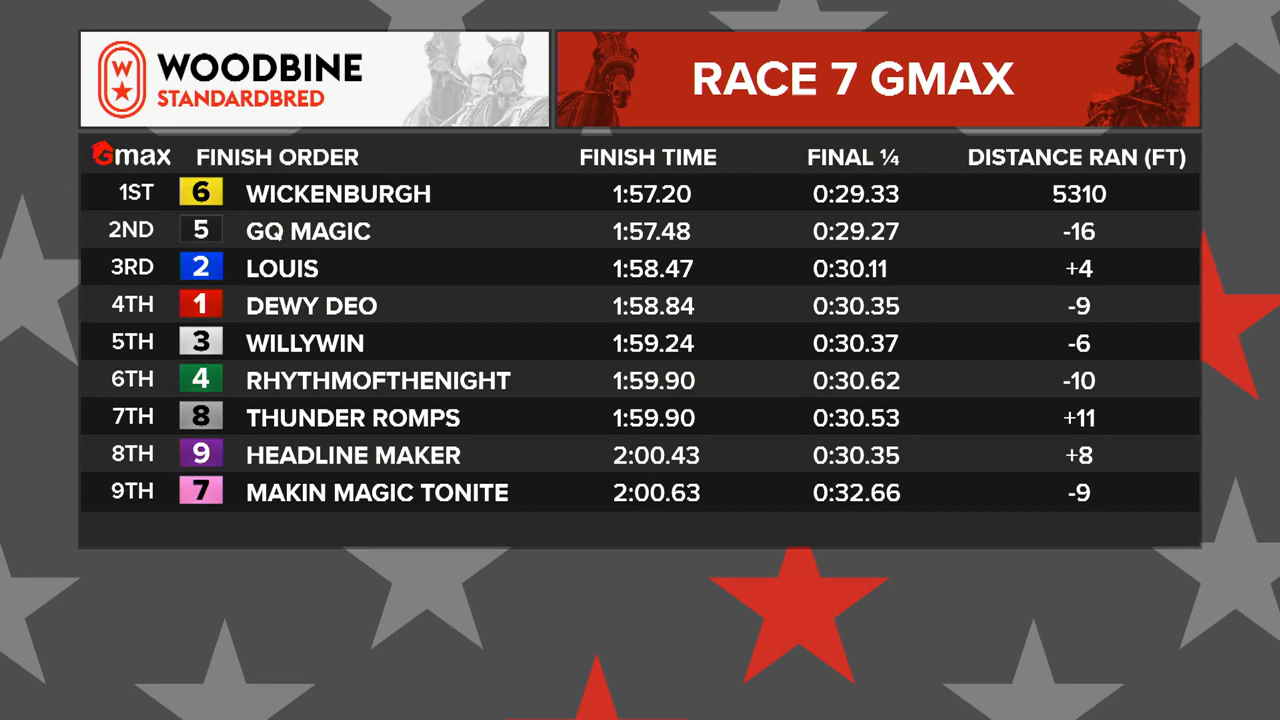 W
WOODBINE
STANDARDBRED
RACE 7 GMAX
Gmax FINISH ORDER FINISH TIME FINAL ¼ DISTANCE RAN (FT)
1ST 6 WICKENBURGH 1:57.20 0:29.33 5310
2ND 5 GQ MAGIC 1:57.48 0:29.27 -16
3RD 2 LOUIS 1:58.47 0:30.11 +4
4TH 1 DEWY DEO 1:58.84 0:30.35 -9
5TH 3 WILLYWIN 1:59.24 0:30.37 -6
6TH 4 RHYTHMOFTHENIGHT 1:59.90 0:30.62 -10
7TH 8 THUNDER ROMPS 1:59.90 0:30.53 +11
8TH 9 HEADLINE MAKER 2:00.43 0:30.35 +8
9TH 7 MAKIN MAGIC TONITE 2:00.63 0:32.66 -9